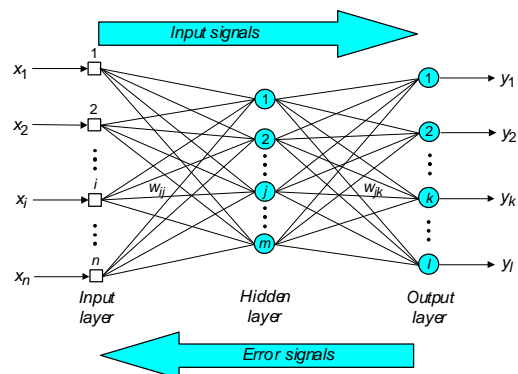 Input signals
1
x1
1
1
y1
2
x2
2
2
y2
i
xi
wij
j
wjk
k
yk
m
n
xn
l
yl
Input layer
Hidden layer
Output layer
Error signals